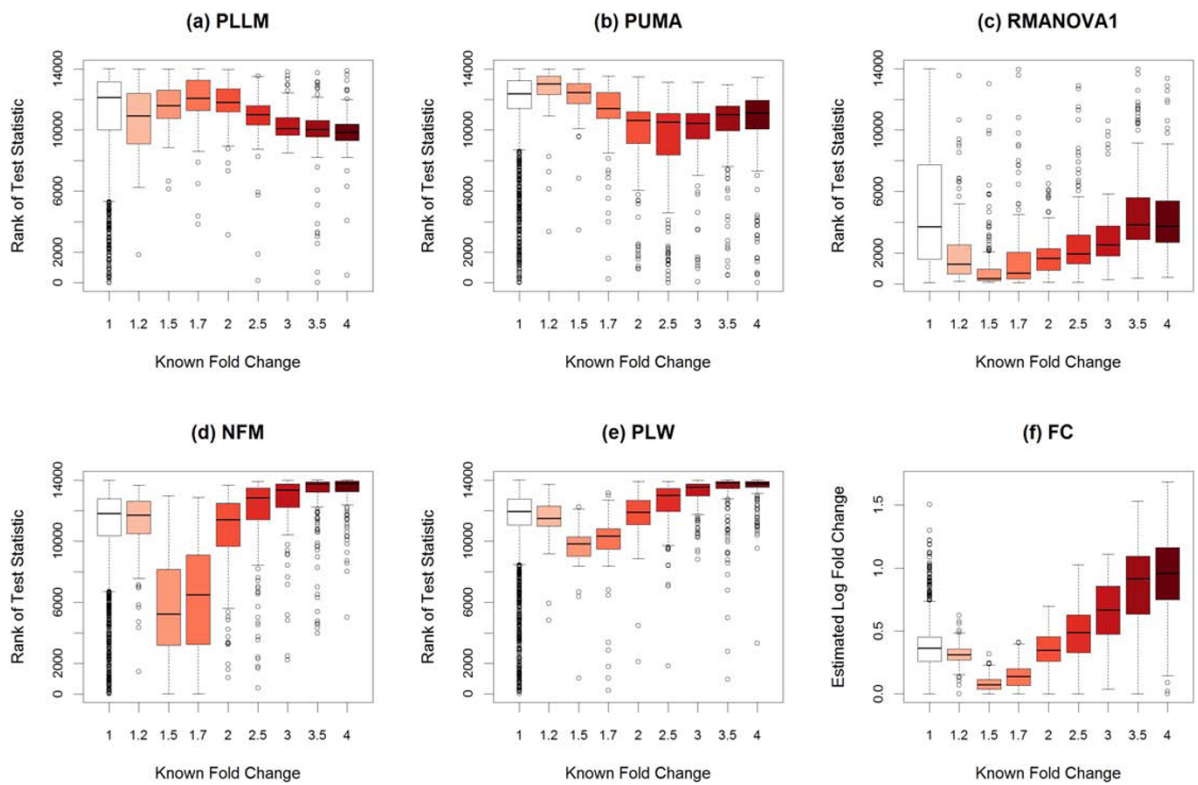 (a) PLLM
Rank of Test Statistic
14000
10000
6000
2000
0
1 1.2 1.5 1.7 2 2.5 3 3.5 4
Known Fold Change
(b) PUMA
Rank of Test Statistic
14000
10000
6000
2000
0
1 1.2 1.5 1.7 2 2.5 3 3.5 4
Known Fold Change
(c) RMANOVA1
Rank of Test Statistic
14000
10000
6000
2000
0
1 1.2 1.5 1.7 2 2.5 3 3.5 4
Known Fold Change
(d) NFM
Rank of Test Statistic
14000
10000
6000
2000
0
1 1.2 1.5 1.7 2 2.5 3 3.5 4
Known Fold Change
(e) PLW
Rank of Test Statistic
14000
10000
6000
2000
0
1 1.2 1.5 1.7 2 2.5 3 3.5 4
Known Fold Change
(f) FC
Estimated Log Fold Change
1.5
1.0
0.5
0.0
1 1.2 1.5 1.7 2 2.5 3 3.5 4
Known Fold Change